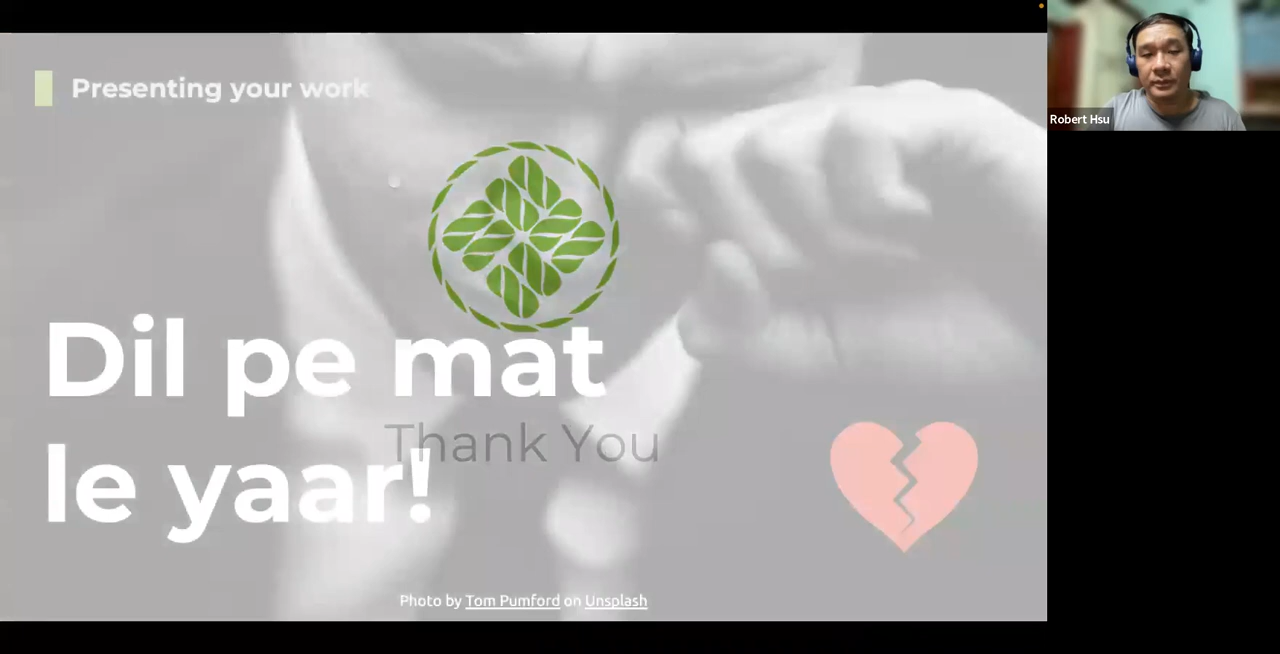 Presenting your work
Robert Hsu
Dil pe mat
Thank You
le yaar!
Photo by Tom Pumford on Unsplash